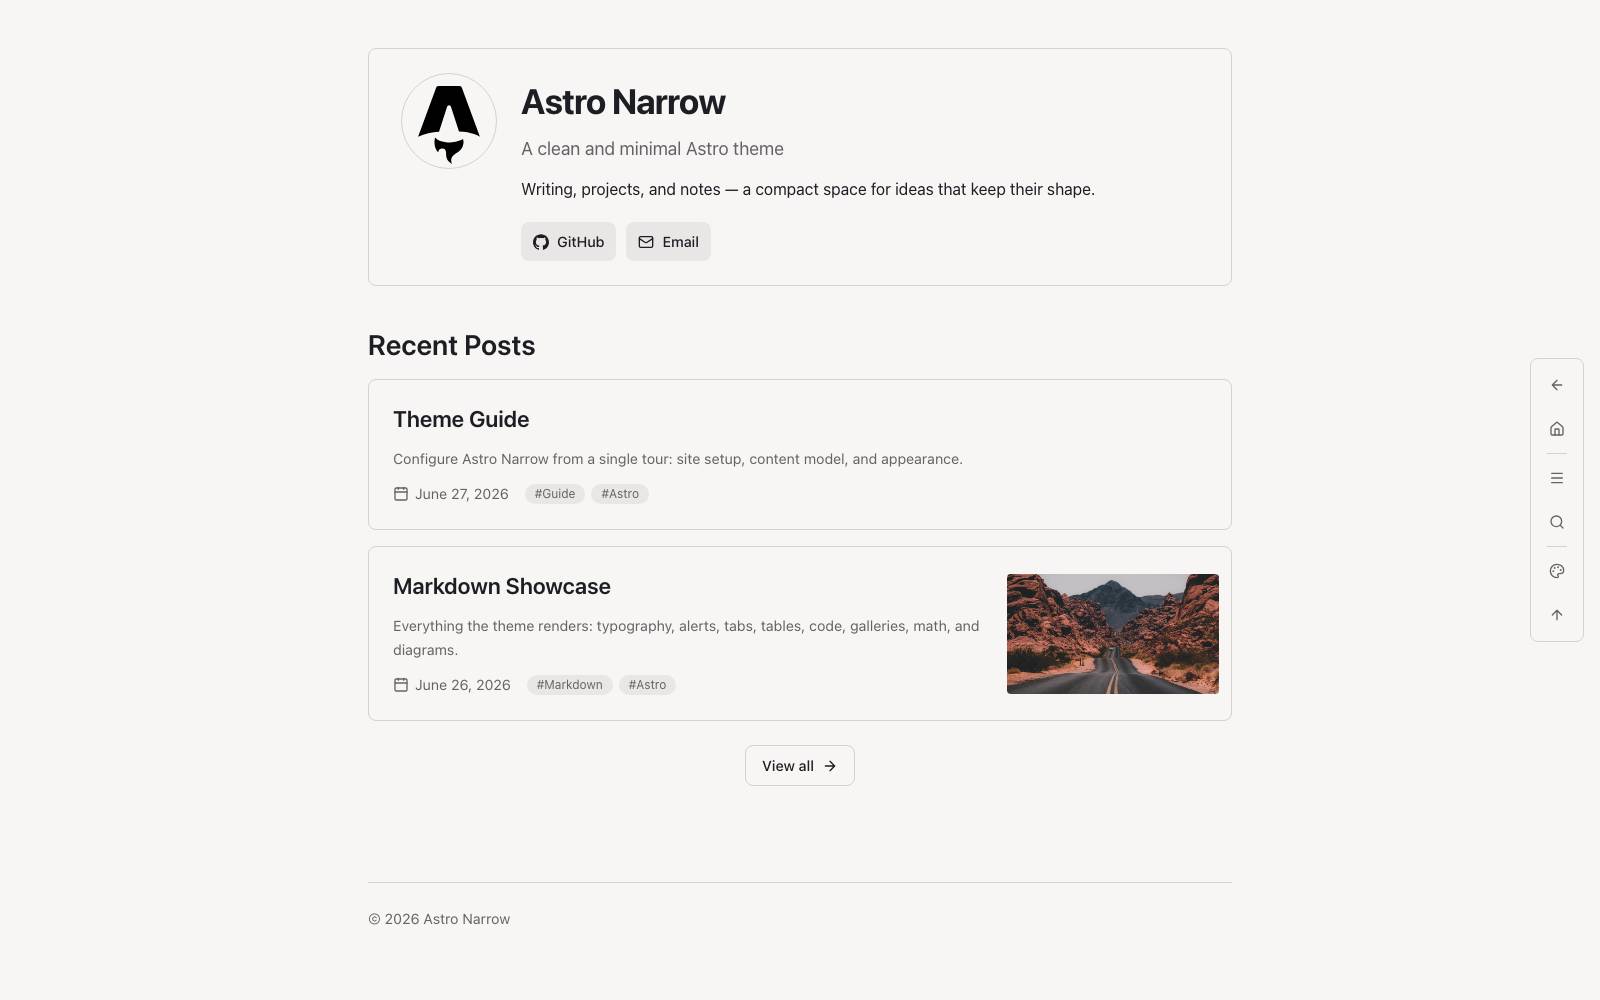 Astro Narrow
A clean and minimal Astro theme
Writing, projects, and notes — a compact space for ideas that keep their shape.
GitHub
Email
Recent Posts
Theme Guide
Configure Astro Narrow from a single tour: site setup, content model, and appearance.
June 27, 2026 #Guide #Astro
Markdown Showcase
Everything the theme renders: typography, alerts, tabs, tables, code, galleries, math, and
diagrams.
June 26, 2026 #Markdown #Astro
View all
© 2026 Astro Narrow